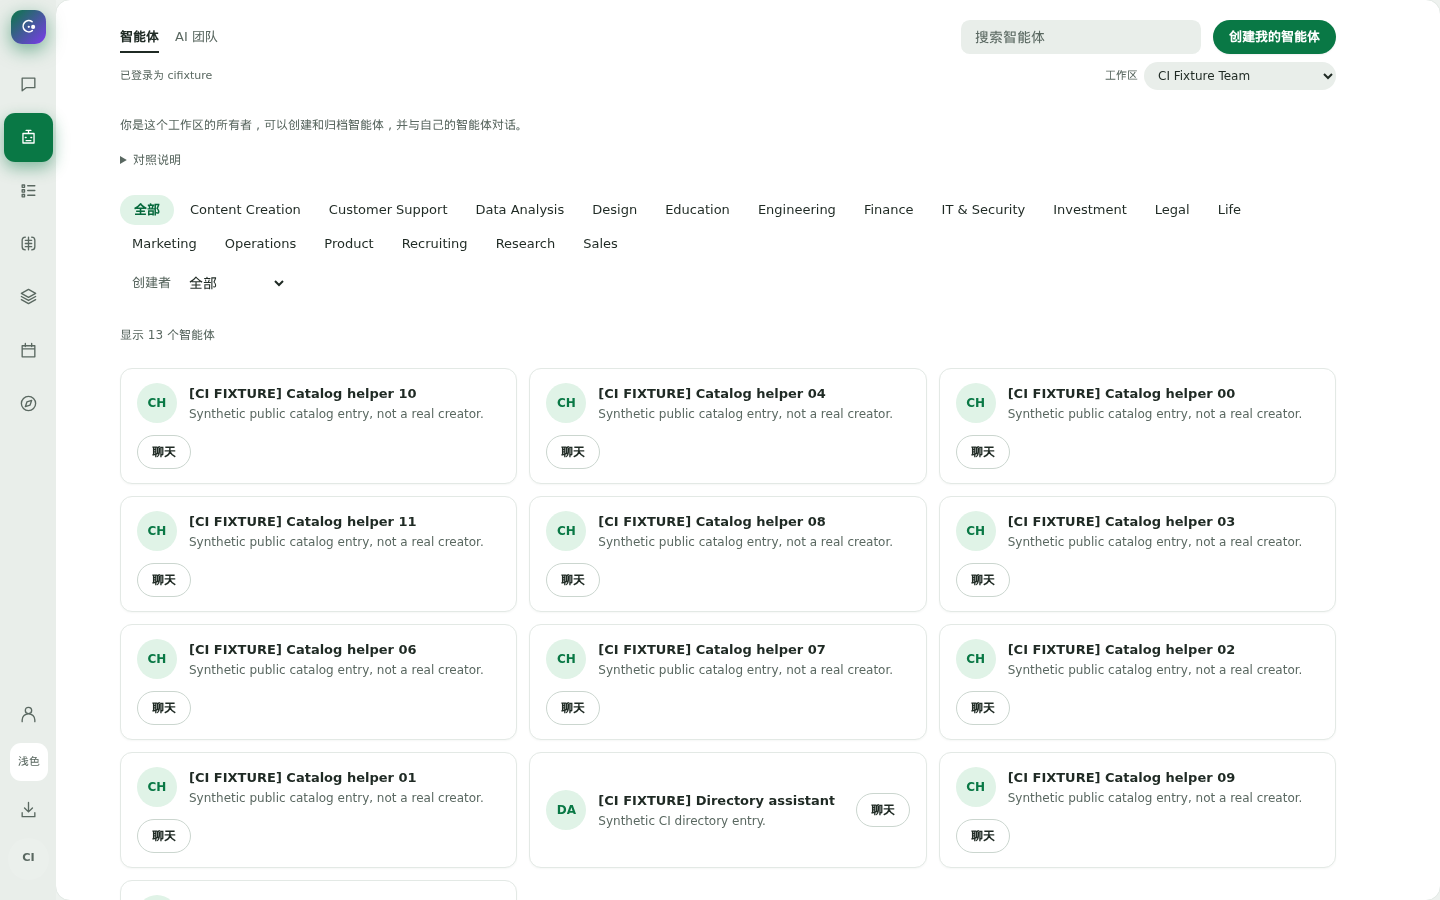 智能体 AI 团队 搜索智能体 创建我的智能体
已登录为 cifixture 工作区 CI Fixture Team
你是这个工作区的所有者，可以创建和归档智能体，并与自己的智能体对话。
对照说明
全部 Content Creation Customer Support Data Analysis Design Education Engineering Finance IT & Security Investment Legal Life
Marketing Operations Product Recruiting Research Sales
创建者 全部
显示 13 个智能体
CH [CI FIXTURE] Catalog helper 10
Synthetic public catalog entry, not a real creator.
聊天
CH [CI FIXTURE] Catalog helper 04
Synthetic public catalog entry, not a real creator.
聊天
CH [CI FIXTURE] Catalog helper 00
Synthetic public catalog entry, not a real creator.
聊天
CH [CI FIXTURE] Catalog helper 11
Synthetic public catalog entry, not a real creator.
聊天
CH [CI FIXTURE] Catalog helper 08
Synthetic public catalog entry, not a real creator.
聊天
CH [CI FIXTURE] Catalog helper 03
Synthetic public catalog entry, not a real creator.
聊天
CH [CI FIXTURE] Catalog helper 06
Synthetic public catalog entry, not a real creator.
聊天
CH [CI FIXTURE] Catalog helper 07
Synthetic public catalog entry, not a real creator.
聊天
CH [CI FIXTURE] Catalog helper 02
Synthetic public catalog entry, not a real creator.
聊天
CH [CI FIXTURE] Catalog helper 01
Synthetic public catalog entry, not a real creator.
聊天
DA [CI FIXTURE] Directory assistant
Synthetic CI directory entry.
聊天
CH [CI FIXTURE] Catalog helper 09
Synthetic public catalog entry, not a real creator.
聊天
浅色
CI